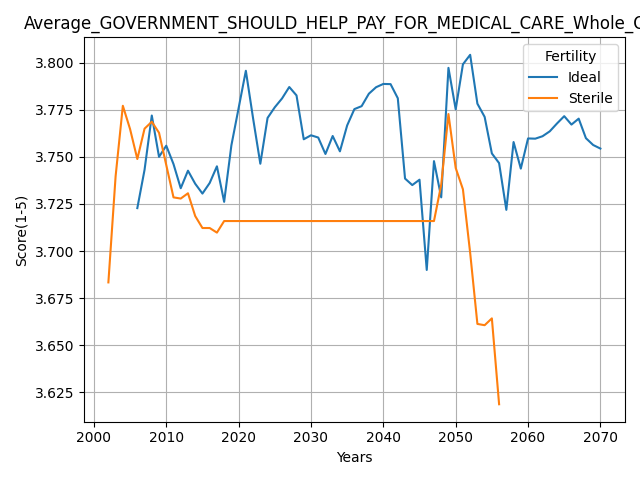 Average_GOVERNMENT_SHOULD_HELP_PAY_FOR_MEDICAL_CARE_Whole_
Fertility
Ideal
Sterile
Score(1-5)
3.800
3.775
3.750
3.725
3.700
3.675
3.650
3.625
2000 2010 2020 2030 2040 2050 2060 2070
Years